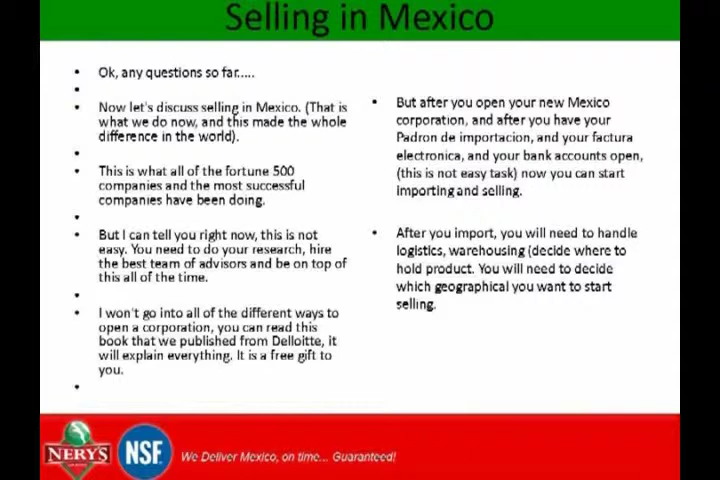 Selling in Mexico
Ok, any questions so far.....
Now let's discuss selling in Mexico. (That is
what we do now, and this made the whole
difference in the world).
This is what all of the fortune 500
companies and the most successful
companies have been doing.
But I can tell you right now, this is not
easy. You need to do your research, hire
the best team of advisors and be on top of
this all of the time.
I won't go into all of the different ways to
open a corporation, you can read this
book that we published from Delloitte, it
will explain everything. It is a free gift to
you.
But after you open your new Mexico
corporation, and after you have your
Padron de importacion, and your factura
electronica, and your bank accounts open,
(this is not easy task) now you can start
importing and selling.
After you import, you will need to handle
logistics, warehousing (decide where to
hold product. You will need to decide
which geographical you want to start
selling.
NERY'S
NSF
We Deliver Mexico, on time... Guaranteed!